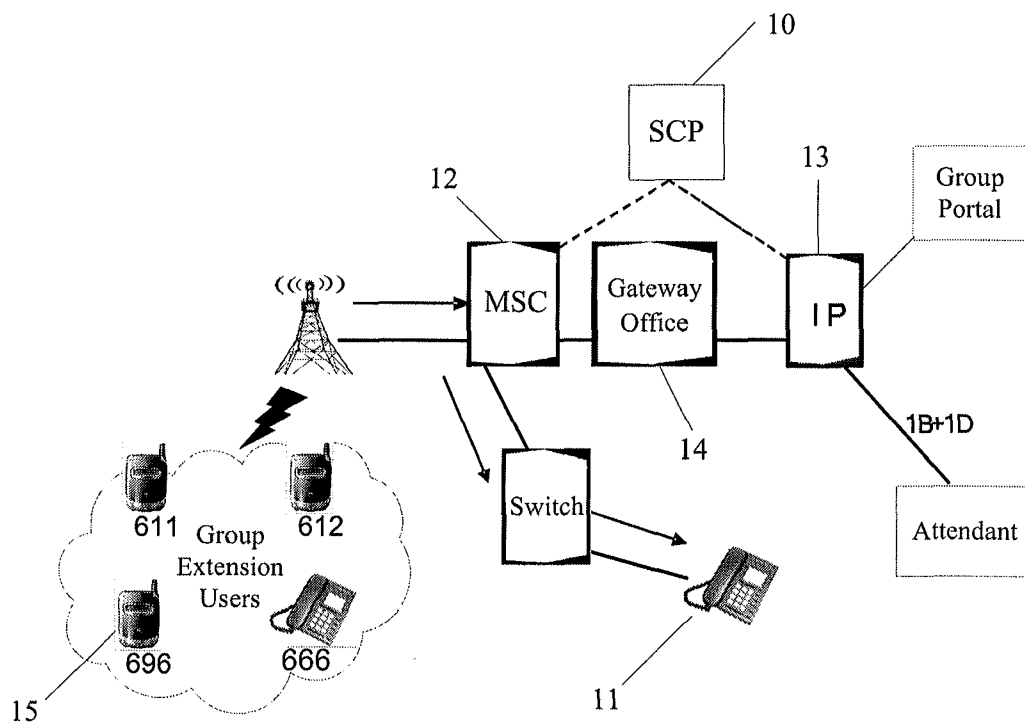 10
SCP
13
12
Group
Portal
MSC
Gateway
Office
IP
14
1B+1D
Switch
Attendant
611
612
Group
Extension
Users
696
666
15
11